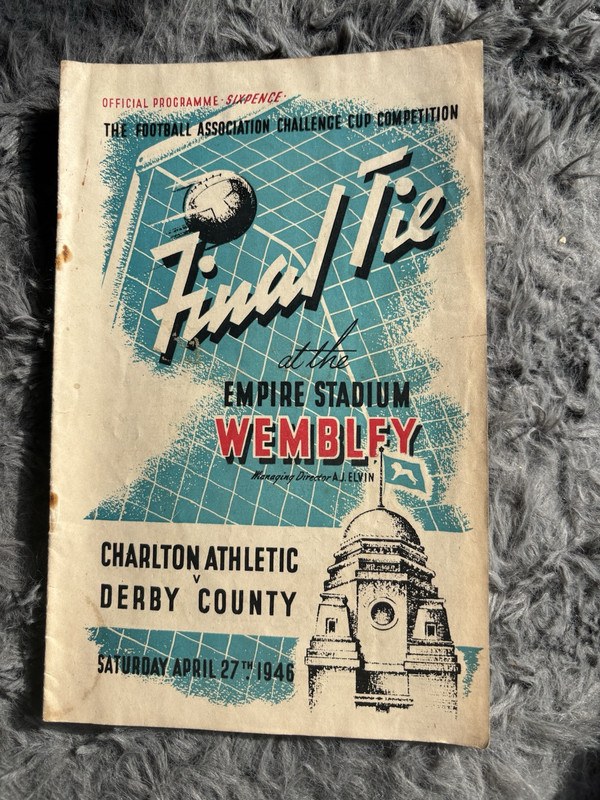 OFFICIAL PROGRAMME · SIXPENCE ·
THE FOOTBALL ASSOCIATION CHALLENGE CUP COMPETITION
Final Tie
at the
EMPIRE STADIUM
WEMBLEY
Managing Director A.J. ELVIN
CHARLTON ATHLETIC
V
DERBY COUNTY
SATURDAY APRIL 27TH. 1946